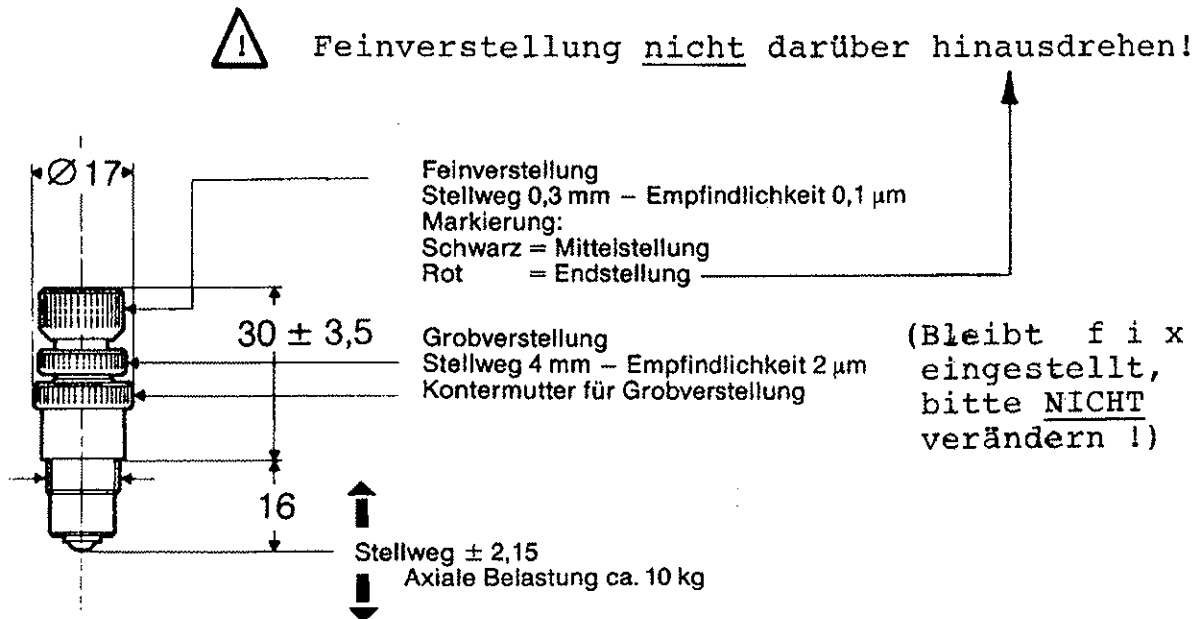 ! Feinverstellung nicht darüber hinausdrehen!
Ø 17
Feinverstellung
Stellweg 0,3 mm – Empfindlichkeit 0,1 µm
Markierung:
Schwarz = Mittelstellung
Rot = Endstellung
30 ± 3,5
Grobverstellung
Stellweg 4 mm – Empfindlichkeit 2 µm
Kontermutter für Grobverstellung
(Bleibt f i x
eingestellt,
bitte NICHT
verändern !)
16
Stellweg ± 2,15
Axiale Belastung ca. 10 kg